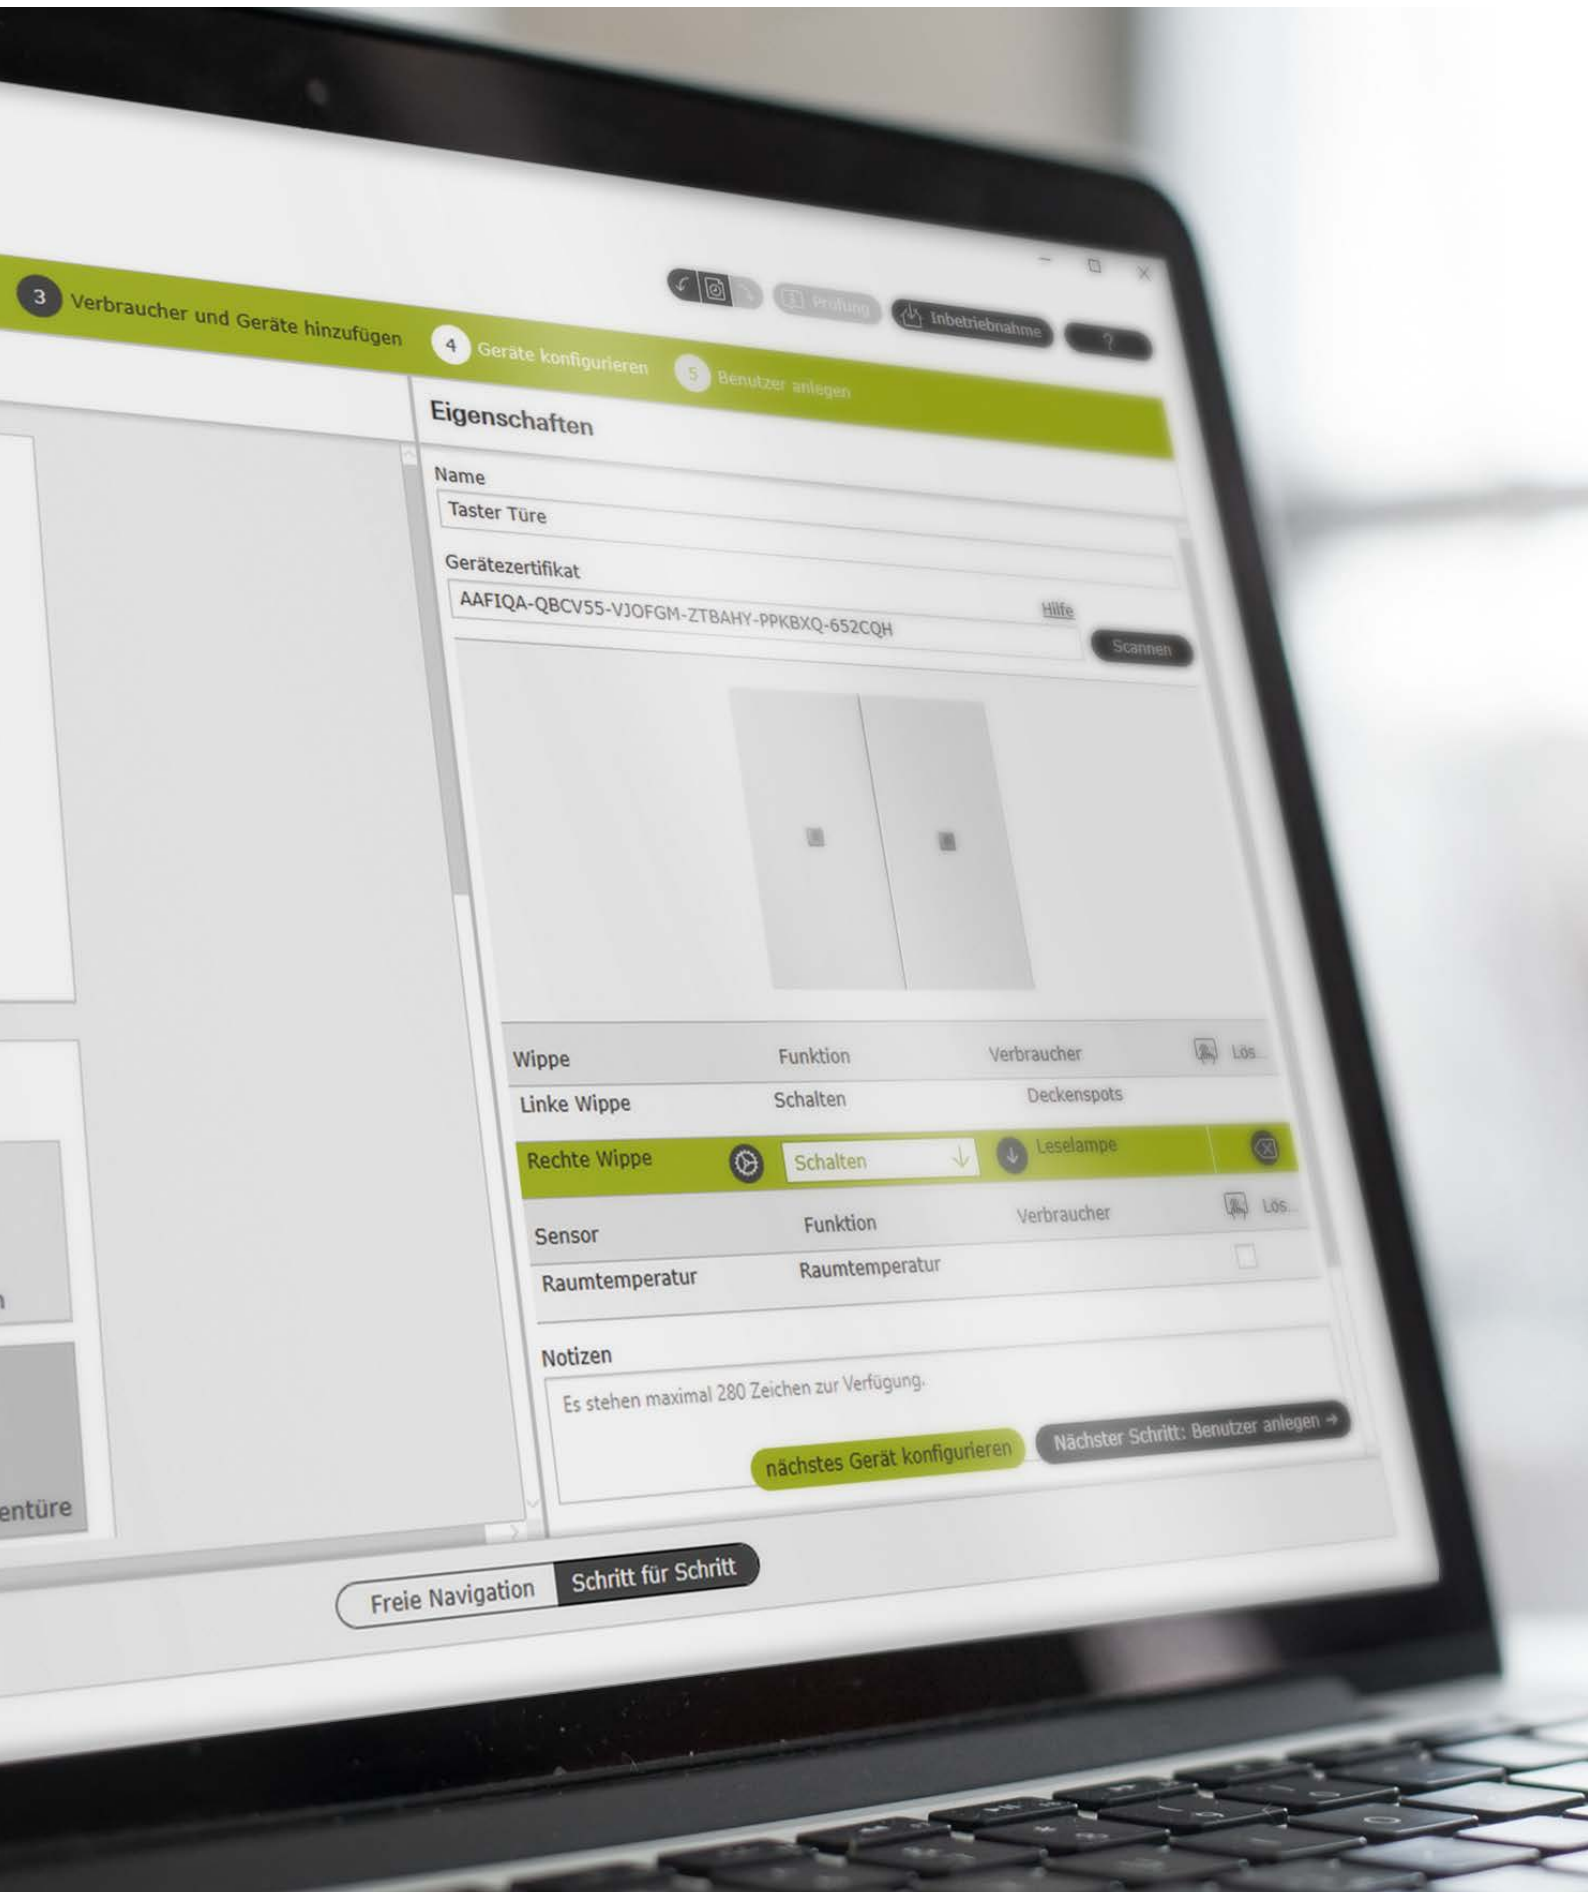 Prüfung
Inbetriebnahme
?
3 Verbraucher und Geräte hinzufügen
4 Geräte konfigurieren
5 Benutzer anlegen
Eigenschaften
Name
Taster Türe
Gerätezertifikat
Hilfe
AAFIQA-QBCV55-VJOFGM-ZTBAHY-PPKBXQ-652CQH
Scannen
Wippe Funktion Verbraucher Lös...
Linke Wippe Schalten Deckenspots
Rechte Wippe Schalten Leselampe
Sensor Funktion Verbraucher Lös...
Raumtemperatur Raumtemperatur
n
Notizen
Es stehen maximal 280 Zeichen zur Verfügung.
nächstes Gerät konfigurieren
Nächster Schritt: Benutzer anlegen →
entüre
Freie Navigation Schritt für Schritt